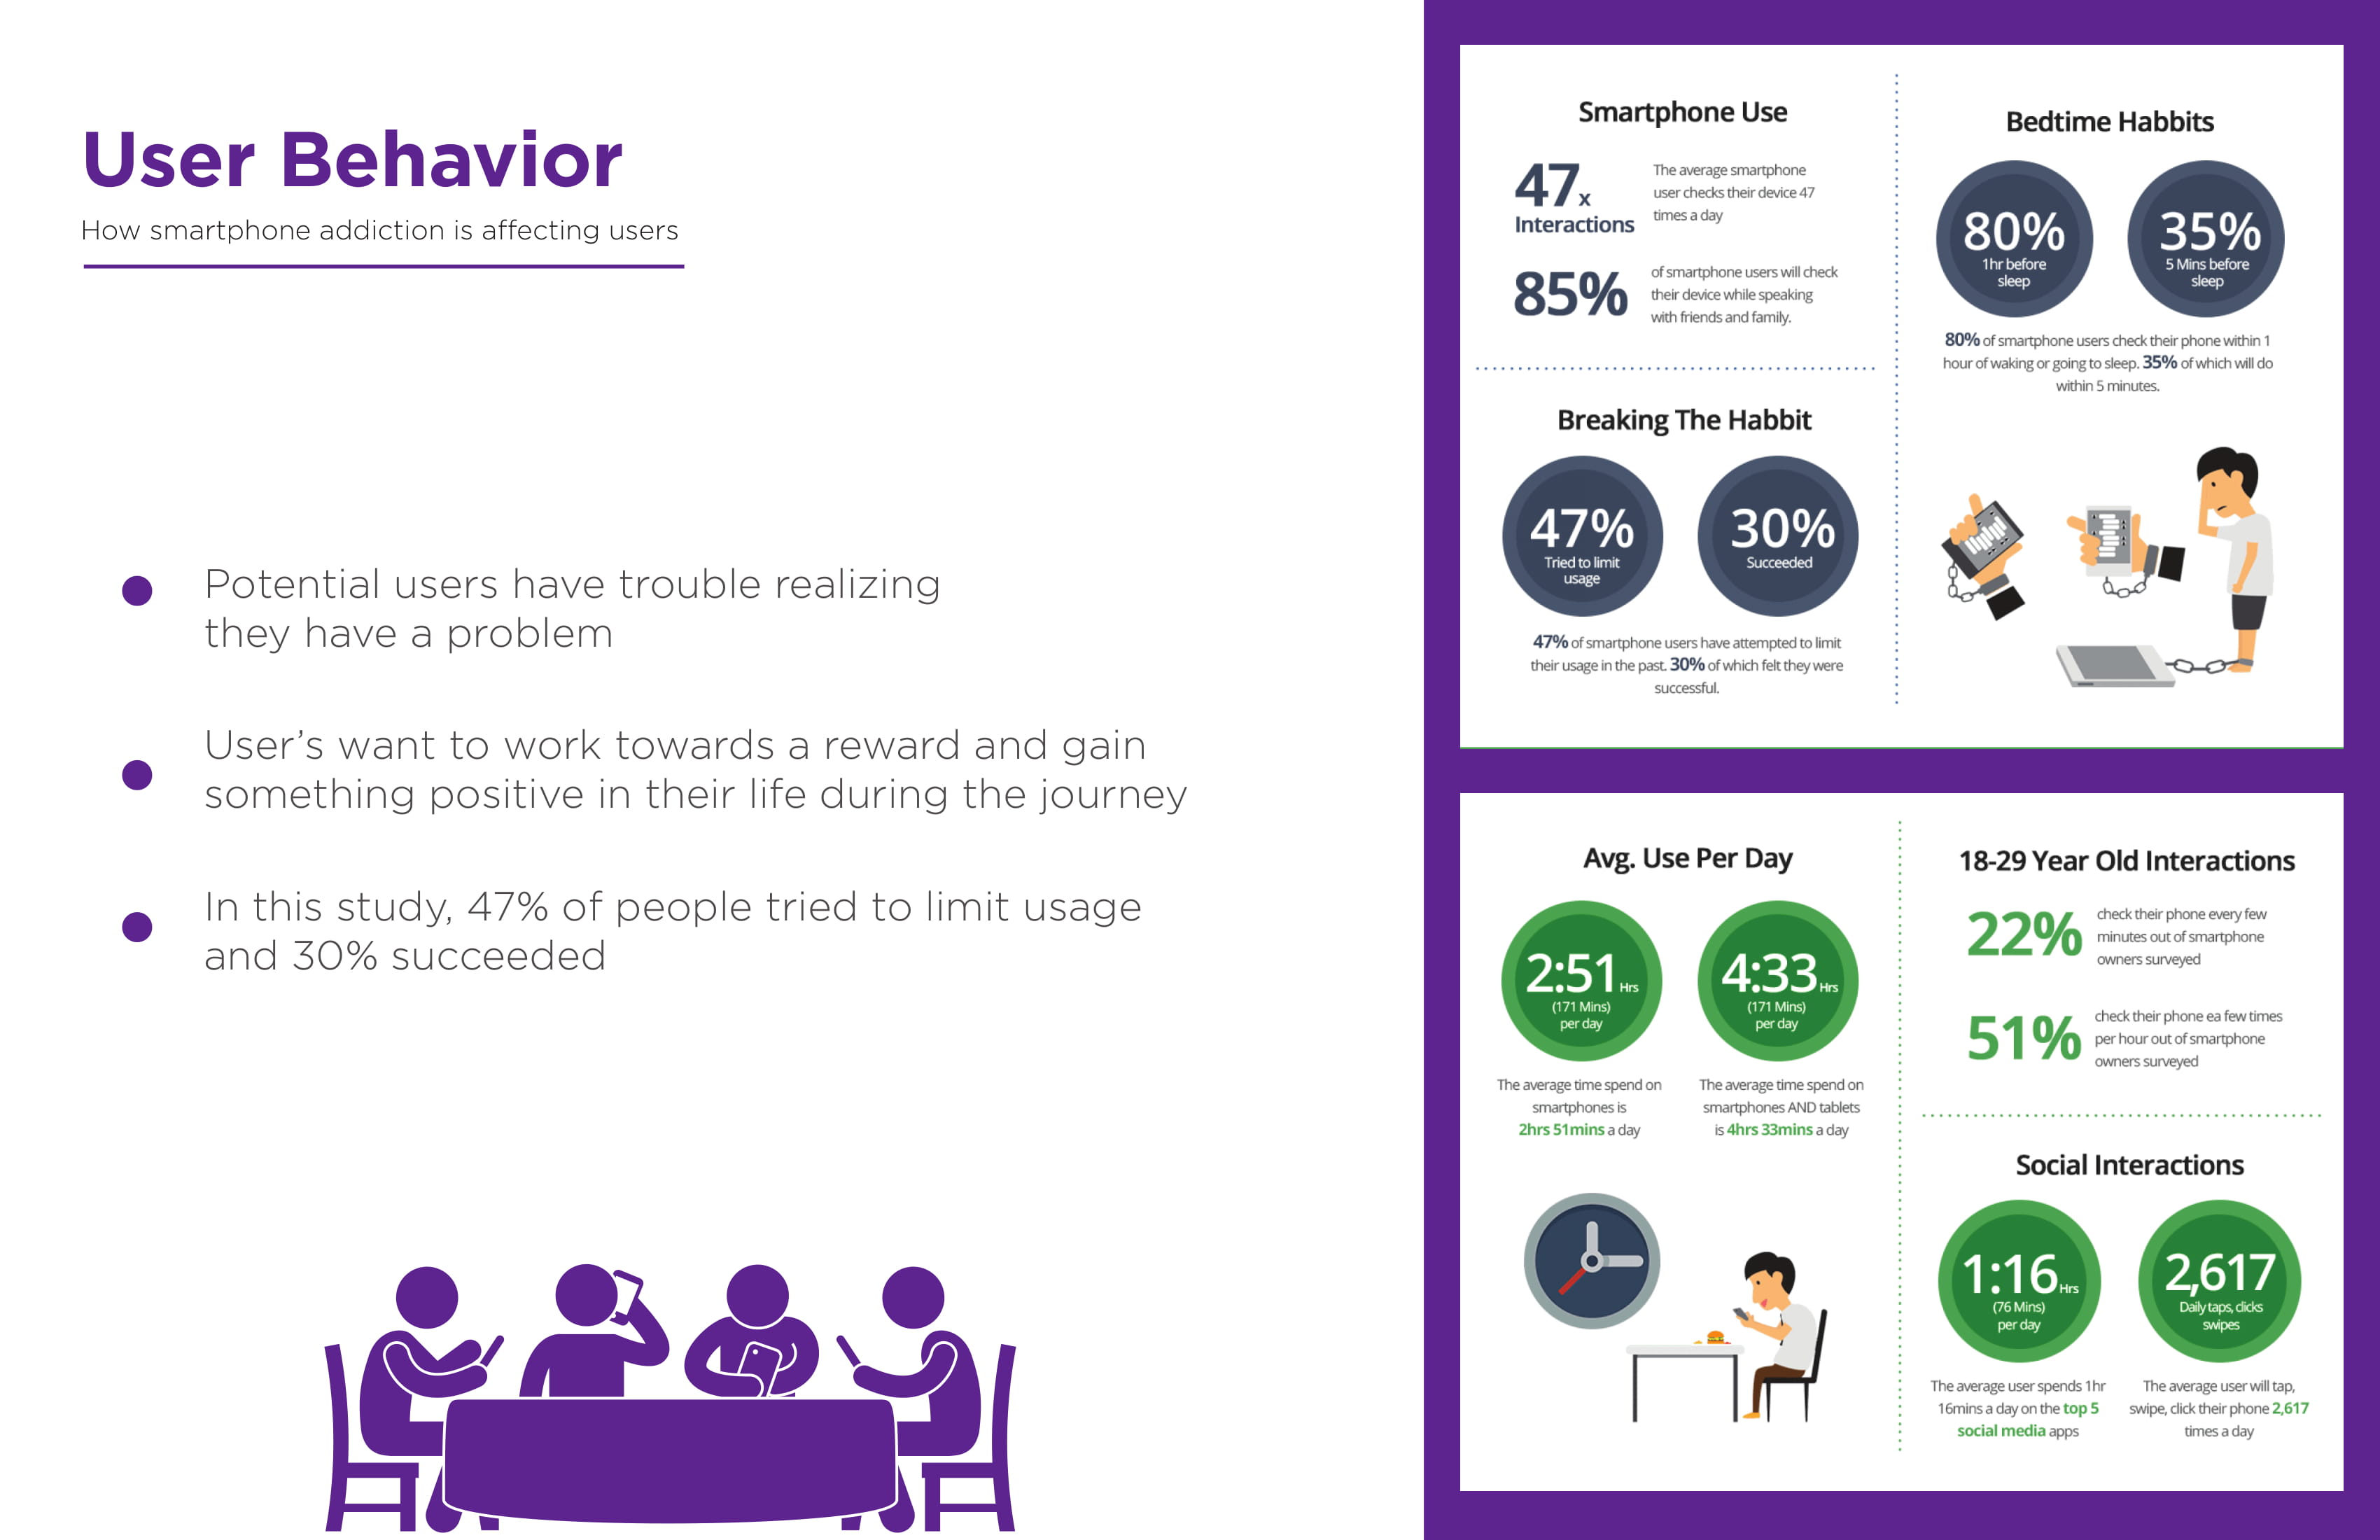 User Behavior
How smartphone addiction is affecting users
Potential users have trouble realizing
they have a problem
User’s want to work towards a reward and gain
something positive in their life during the journey
In this study, 47% of people tried to limit usage
and 30% succeeded
Smartphone Use
47x
Interactions
The average smartphone
user checks their device 47
times a day
85%
of smartphone users will check
their device while speaking
with friends and family.
Breaking The Habbit
47%
Tried to limit
usage
30%
Succeeded
47% of smartphone users have attempted to limit
their usage in the past. 30% of which felt they were
successful.
Bedtime Habbits
80%
1hr before
sleep
35%
5 Mins before
sleep
80% of smartphone users check their phone within 1
hour of waking or going to sleep. 35% of which will do
within 5 minutes.
Avg. Use Per Day
2:51 Hrs
(171 Mins)
per day
4:33 Hrs
(171 Mins)
per day
The average time spend on
smartphones is
2hrs 51mins a day
The average time spend on
smartphones AND tablets
is 4hrs 33mins a day
18-29 Year Old Interactions
22%
check their phone every few
minutes out of smartphone
owners surveyed
51%
check their phone ea few times
per hour out of smartphone
owners surveyed
Social Interactions
1:16 Hrs
(76 Mins)
per day
2,617
Daily taps, clicks
swipes
The average user spends 1hr
16mins a day on the top 5
social media apps
The average user will tap,
swipe, click their phone 2,617
times a day